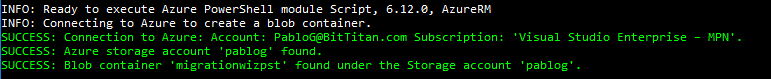 INFO: Ready to execute Azure PowerShell module Script, 6.12.0, AzureRM
INFO: Connecting to Azure to create a blob container.
SUCCESS: Connection to Azure: Account: PabloG@BitTitan.com Subscription: 'Visual Studio Enterprise – MPN'.
SUCCESS: Azure storage account 'pablog' found.
SUCCESS: Blob container 'migrationwizpst' found under the Storage account 'pablog'.